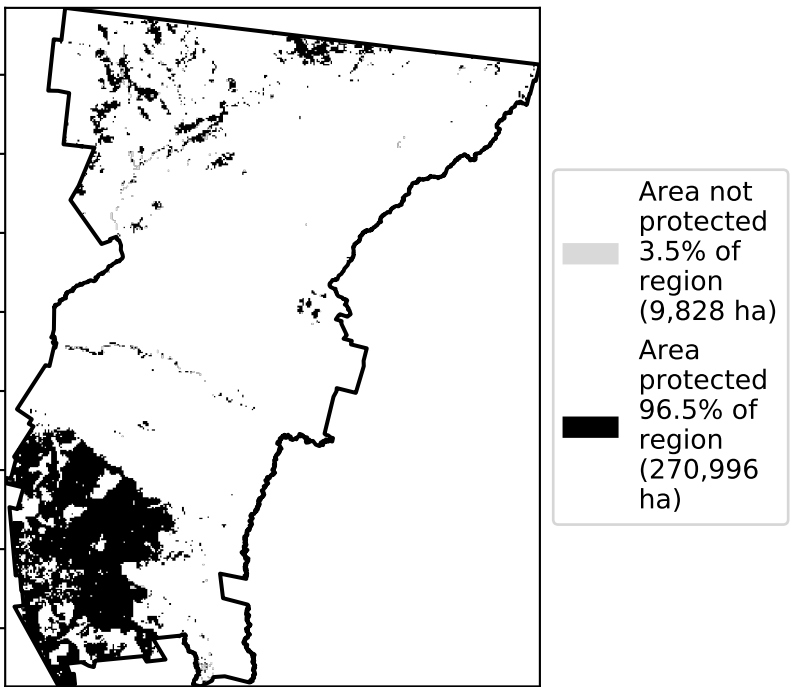 Area not
protected
3.5% of
region
(9,828 ha)
Area
protected
96.5% of
region
(270,996
ha)